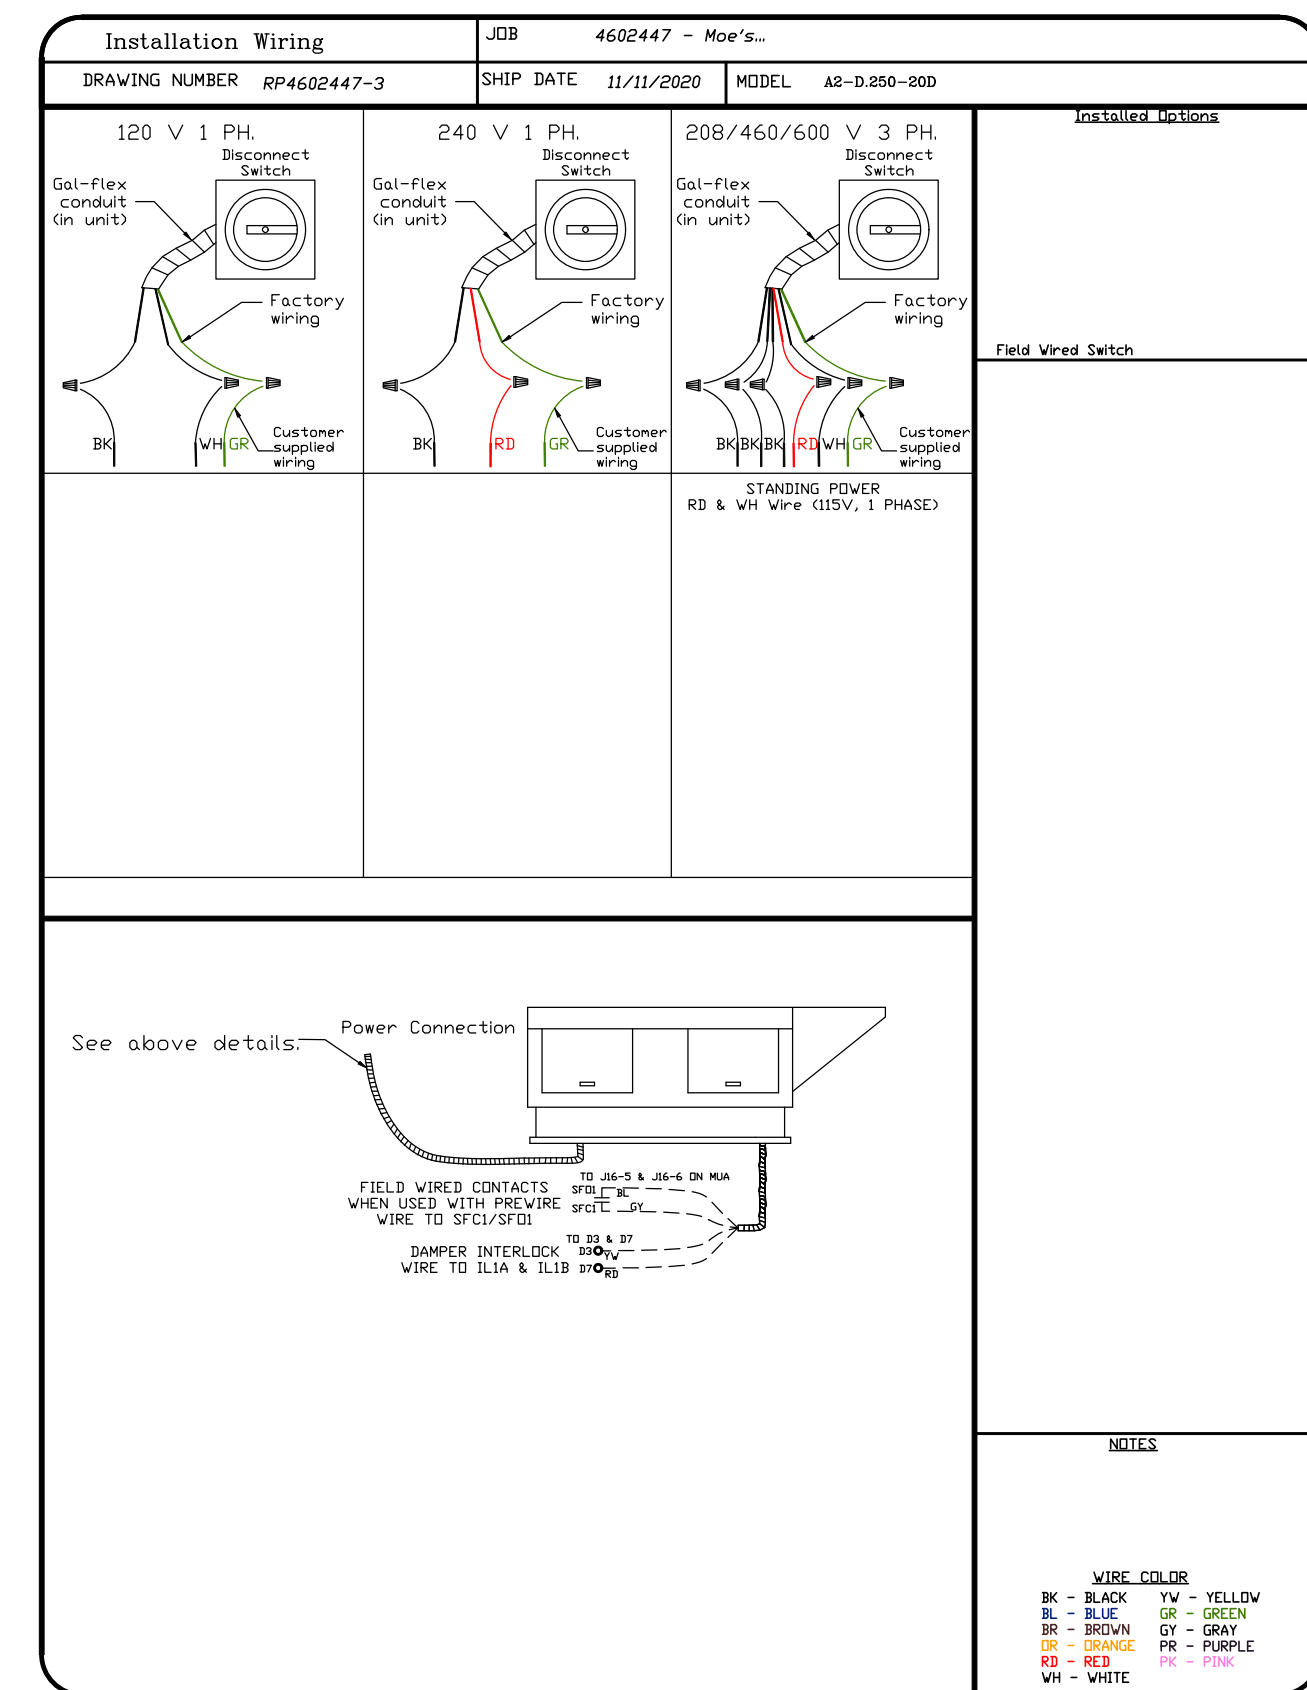 Installation Wiring
JOB 4602447 - Moe's...
DRAWING NUMBER RP4602447-3
SHIP DATE 11/11/2020
MODEL A2-D.250-20D
120 V 1 PH.
Disconnect
Switch
Gal-flex
conduit
(in unit)
Factory
wiring
BK WH GR
Customer
supplied
wiring
240 V 1 PH.
Disconnect
Switch
Gal-flex
conduit
(in unit)
Factory
wiring
BK RD GR
Customer
supplied
wiring
208/460/600 V 3 PH.
Disconnect
Switch
Gal-flex
conduit
(in unit)
Factory
wiring
BK BK BK RD WH GR
Customer
supplied
wiring
STANDING POWER
RD & WH Wire (115V, 1 PHASE)
Installed Options
Field Wired Switch
See above details.
Power Connection
TO J16-5 & J16-6 ON MUA
FIELD WIRED CONTACTS
WHEN USED WITH PREWIRE
WIRE TO SFC1/SFO1
SFO1 BL
SFC1 GY
TO D3 & D7
DAMPER INTERLOCK
WIRE TO IL1A & IL1B
D3 YW
D7 RD
NOTES
WIRE COLOR
BK - BLACK YW - YELLOW
BL - BLUE GR - GREEN
BR - BROWN GY - GRAY
OR - ORANGE PR - PURPLE
RD - RED PK - PINK
WH - WHITE